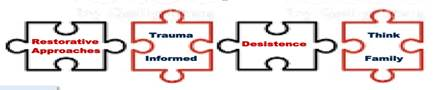 Restorative
Approaches
Trauma
Informed
Desistence
Think
Family